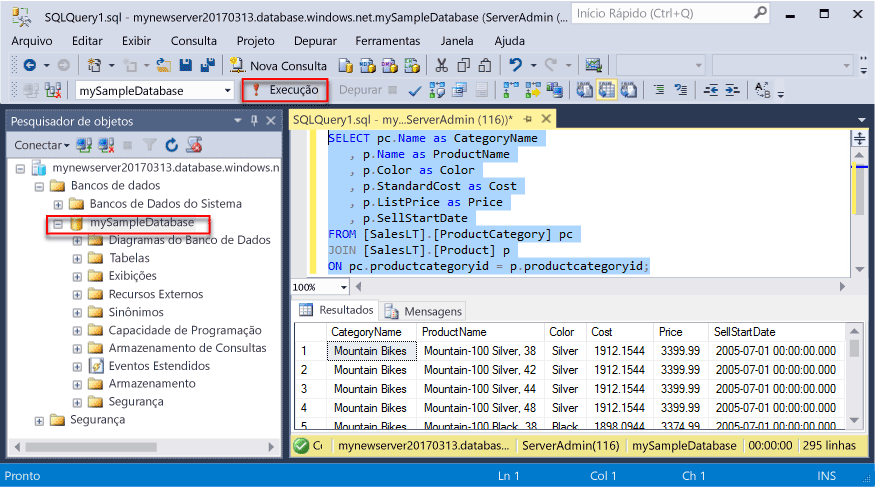 SQLQuery1.sql - mynewserver20170313.database.windows.net.mySampleDatabase (ServerAdmin (...
Início Rápido (Ctrl+Q)
Arquivo Editar Exibir Consulta Projeto Depurar Ferramentas Janela Ajuda
Nova Consulta
mySampleDatabase Execução Depurar
Pesquisador de objetos
Conectar
mynewserver20170313.database.windows.n
Bancos de dados
Bancos de Dados do Sistema
mySampleDatabase
Diagramas do Banco de Dados
Tabelas
Exibições
Recursos Externos
Sinônimos
Capacidade de Programação
Armazenamento de Consultas
Eventos Estendidos
Armazenamento
Segurança
Segurança
SQLQuery1.sql - my...ServerAdmin (116))*
SELECT pc.Name as CategoryName
, p.Name as ProductName
, p.Color as Color
, p.StandardCost as Cost
, p.ListPrice as Price
, p.SellStartDate
FROM [SalesLT].[ProductCategory] pc
JOIN [SalesLT].[Product] p
ON pc.productcategoryid = p.productcategoryid;
100%
Resultados Mensagens
CategoryName ProductName Color Cost Price SellStartDate
1 Mountain Bikes Mountain-100 Silver, 38 Silver 1912.1544 3399.99 2005-07-01 00:00:00.000
2 Mountain Bikes Mountain-100 Silver, 42 Silver 1912.1544 3399.99 2005-07-01 00:00:00.000
3 Mountain Bikes Mountain-100 Silver, 44 Silver 1912.1544 3399.99 2005-07-01 00:00:00.000
4 Mountain Bikes Mountain-100 Silver, 48 Silver 1912.1544 3399.99 2005-07-01 00:00:00.000
5 Mountain Bikes Mountain-100 Black, 38 Black 1898.0944 3374.99 2005-07-01 00:00:00.000
mynewserver20170313.databas... ServerAdmin(116) mySampleDatabase 00:00:00 295 linhas
Pronto Ln 1 Col 1 Ch 1 INS